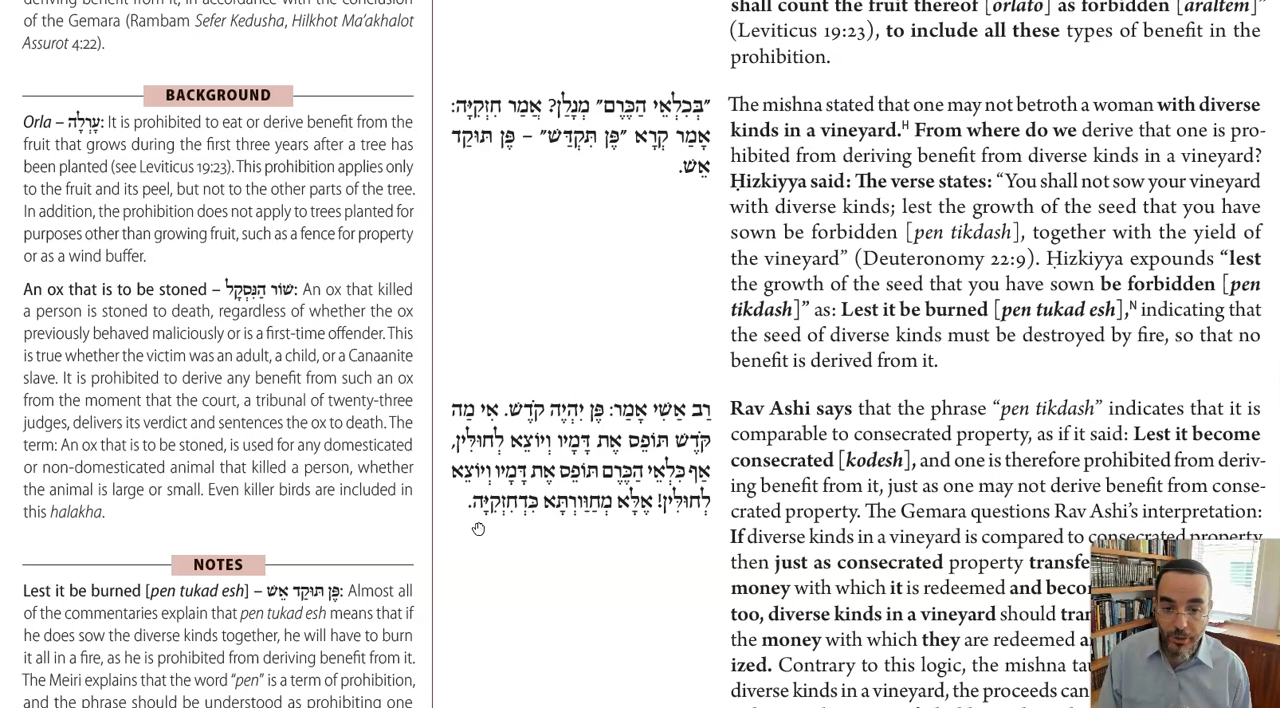 deriving benefit from it, in accordance with the conclusion
of the Gemara (Rambam Sefer Kedusha, Hilkhot Ma'akhalot
Assurot 4:22).
BACKGROUND
Orla – עׇרְלָה: It is prohibited to eat or derive benefit from the
fruit that grows during the first three years after a tree has
been planted (see Leviticus 19:23). This prohibition applies only
to the fruit and its peel, but not to the other parts of the tree.
In addition, the prohibition does not apply to trees planted for
purposes other than growing fruit, such as a fence for property
or as a wind buffer.
An ox that is to be stoned – שׁוֹר הַנִּסְקָל: An ox that killed
a person is stoned to death, regardless of whether the ox
previously behaved maliciously or is a first-time offender. This
is true whether the victim was an adult, a child, or a Canaanite
slave. It is prohibited to derive any benefit from such an ox
from the moment that the court, a tribunal of twenty-three
judges, delivers its verdict and sentences the ox to death. The
term: An ox that is to be stoned, is used for any domesticated
or non-domesticated animal that killed a person, whether
the animal is large or small. Even killer birds are included in
this halakha.
NOTES
Lest it be burned [pen tukad esh] – פֶּן תּוּקַד אֵשׁ: Almost all
of the commentaries explain that pen tukad esh means that if
he does sow the diverse kinds together, he will have to burn
it all in a fire, as he is prohibited from deriving benefit from it.
The Meiri explains that the word "pen" is a term of prohibition,
and the phrase should be understood as prohibiting one
״בְּכִלְאֵי הַכֶּרֶם״ מְנָלַן? אֲמַר חִזְקִיָּה:
אָמַר קְרָא ״פֶּן תִּקְדַּשׁ״ – פֶּן תּוּקַד
אֵשׁ.
רַב אַשִׁי אָמַר: פֶּן יִהְיֶה קֹדֶשׁ. אִי מַה
קֹּדֶשׁ תּוֹפֵס אֶת דָּמָיו וְיוֹצֵא לְחוּלִּין,
אַף כִּלְאֵי הַכֶּרֶם תּוֹפֵס אֶת דָּמָיו וְיוֹצֵא
לְחוּלִּין! אֶלָּא מְחַוַּורְתָּא כִּדְחִזְקִיָּה.
shall count the fruit thereof [orlato] as forbidden [araltem]"
(Leviticus 19:23), to include all these types of benefit in the
prohibition.
The mishna stated that one may not betroth a woman with diverse
kinds in a vineyard.H From where do we derive that one is pro-
hibited from deriving benefit from diverse kinds in a vineyard?
Ḥizkiyya said: The verse states: "You shall not sow your vineyard
with diverse kinds; lest the growth of the seed that you have
sown be forbidden [pen tikdash], together with the yield of
the vineyard" (Deuteronomy 22:9). Ḥizkiyya expounds "lest
the growth of the seed that you have sown be forbidden [pen
tikdash]" as: Lest it be burned [pen tukad esh],N indicating that
the seed of diverse kinds must be destroyed by fire, so that no
benefit is derived from it.
Rav Ashi says that the phrase "pen tikdash" indicates that it is
comparable to consecrated property, as if it said: Lest it become
consecrated [kodesh], and one is therefore prohibited from deriv-
ing benefit from it, just as one may not derive benefit from conse-
crated property. The Gemara questions Rav Ashi's interpretation:
If diverse kinds in a vineyard is compared to consecrated property
then just as consecrated property
money with which it is redeemed and
too, diverse kinds in a vineyard should
the money with which they are redeemed
ized. Contrary to this logic, the mishna
diverse kinds in a vineyard, the proceeds can